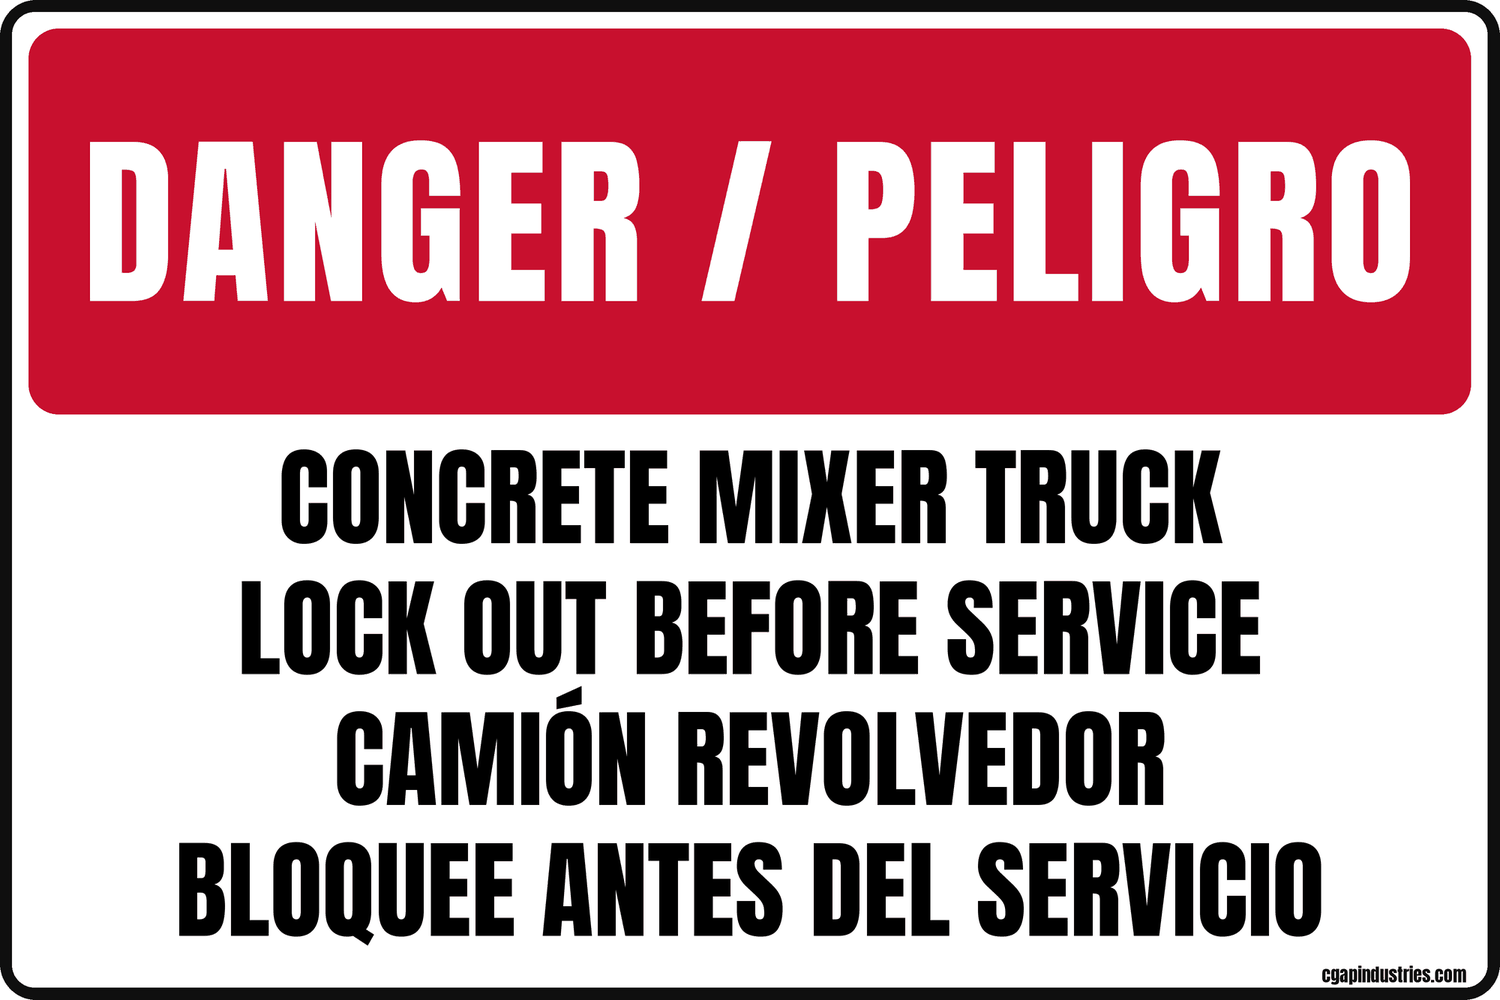 DANGER / PELIGRO
CONCRETE MIXER TRUCK
LOCK OUT BEFORE SERVICE
CAMIÓN REVOLVEDOR
BLOQUEE ANTES DEL SERVICIO
cgapindustries.com